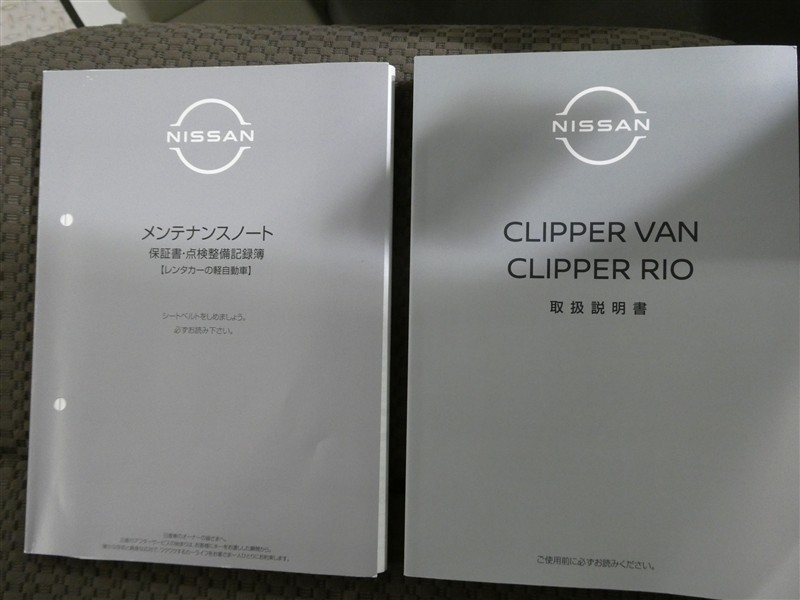 NISSAN
メンテナンスノート
保証書・点検整備記録簿
【レンタカーの軽自動車】
シートベルトをしめましょう。
必ずお読み下さい。
NISSAN
CLIPPER VAN
CLIPPER RIO
取扱説明書
ご使用前に必ずお読みください。